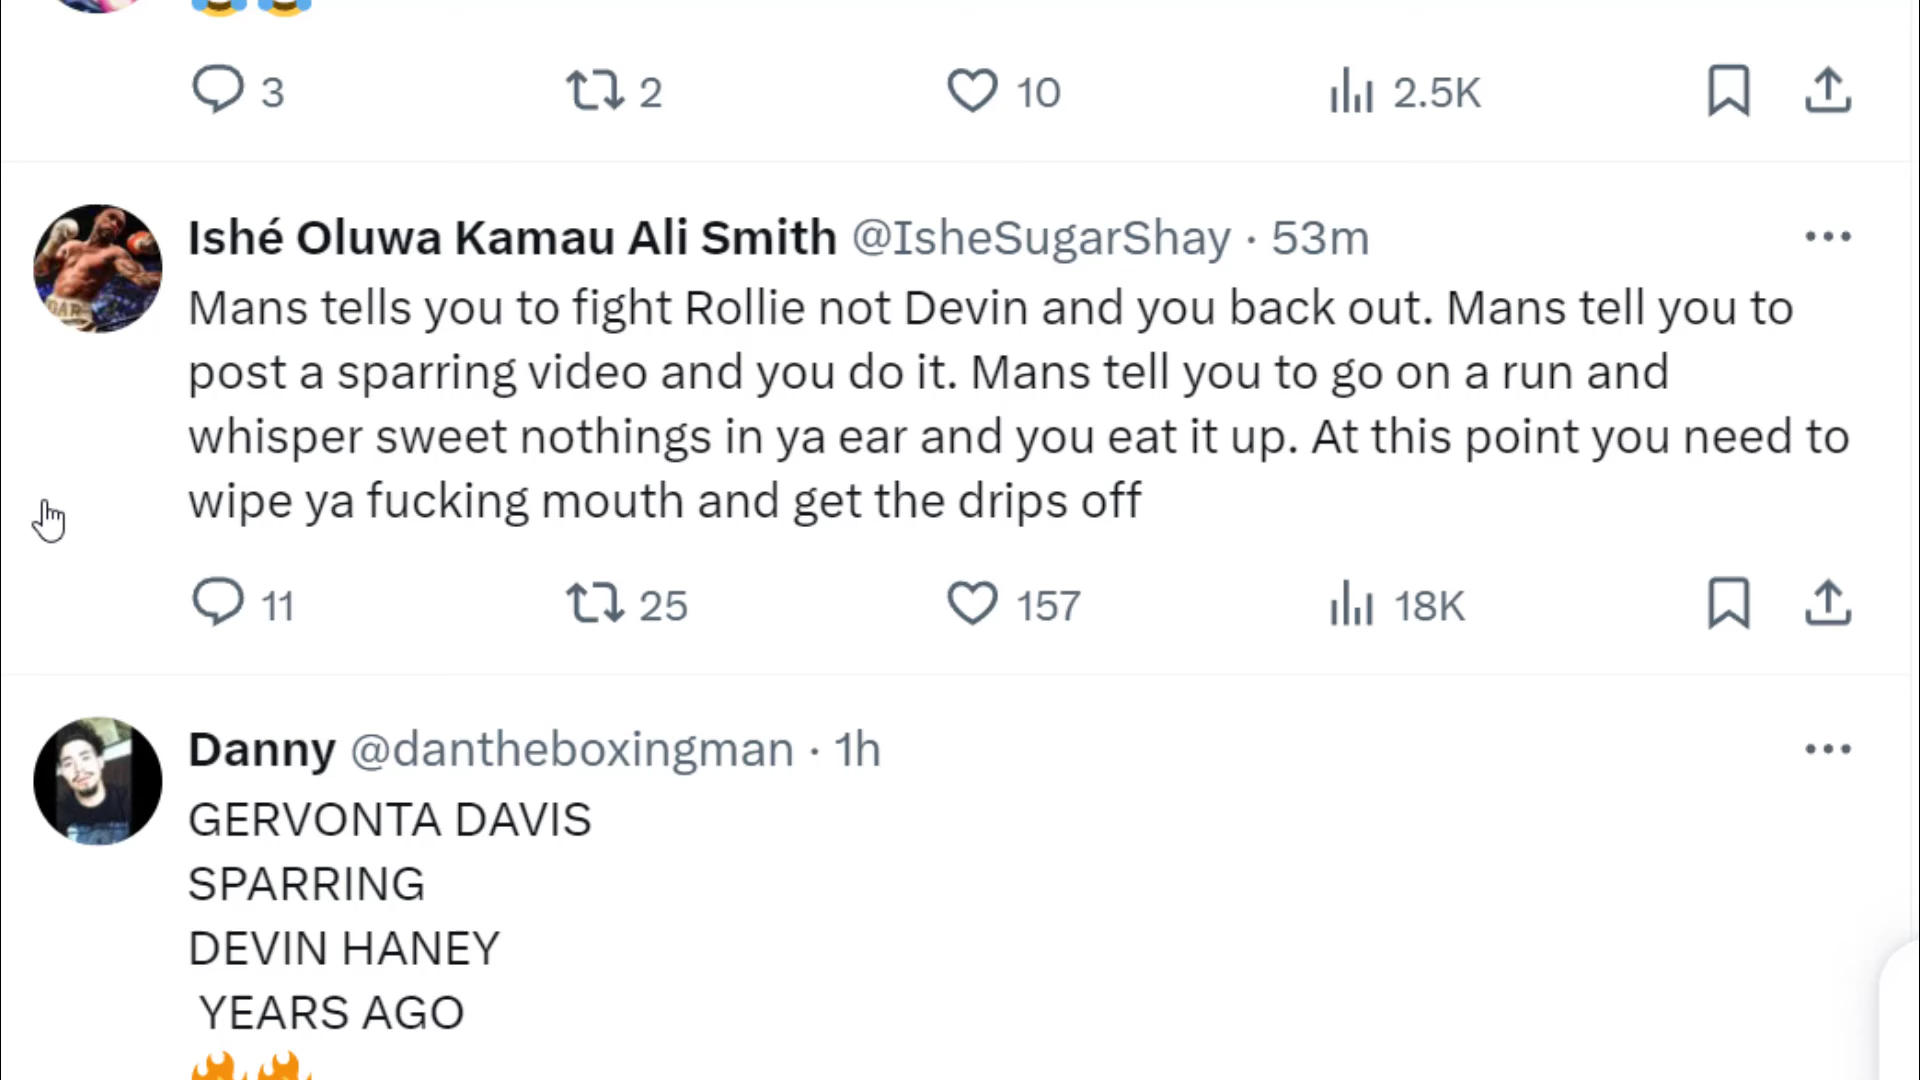 3 2 10 2.5K
Ishé Oluwa Kamau Ali Smith @IsheSugarShay · 53m
Mans tells you to fight Rollie not Devin and you back out. Mans tell you to
post a sparring video and you do it. Mans tell you to go on a run and
whisper sweet nothings in ya ear and you eat it up. At this point you need to
wipe ya fucking mouth and get the drips off
11 25 157 18K
Danny @dantheboxingman · 1h
GERVONTA DAVIS
SPARRING
DEVIN HANEY
YEARS AGO